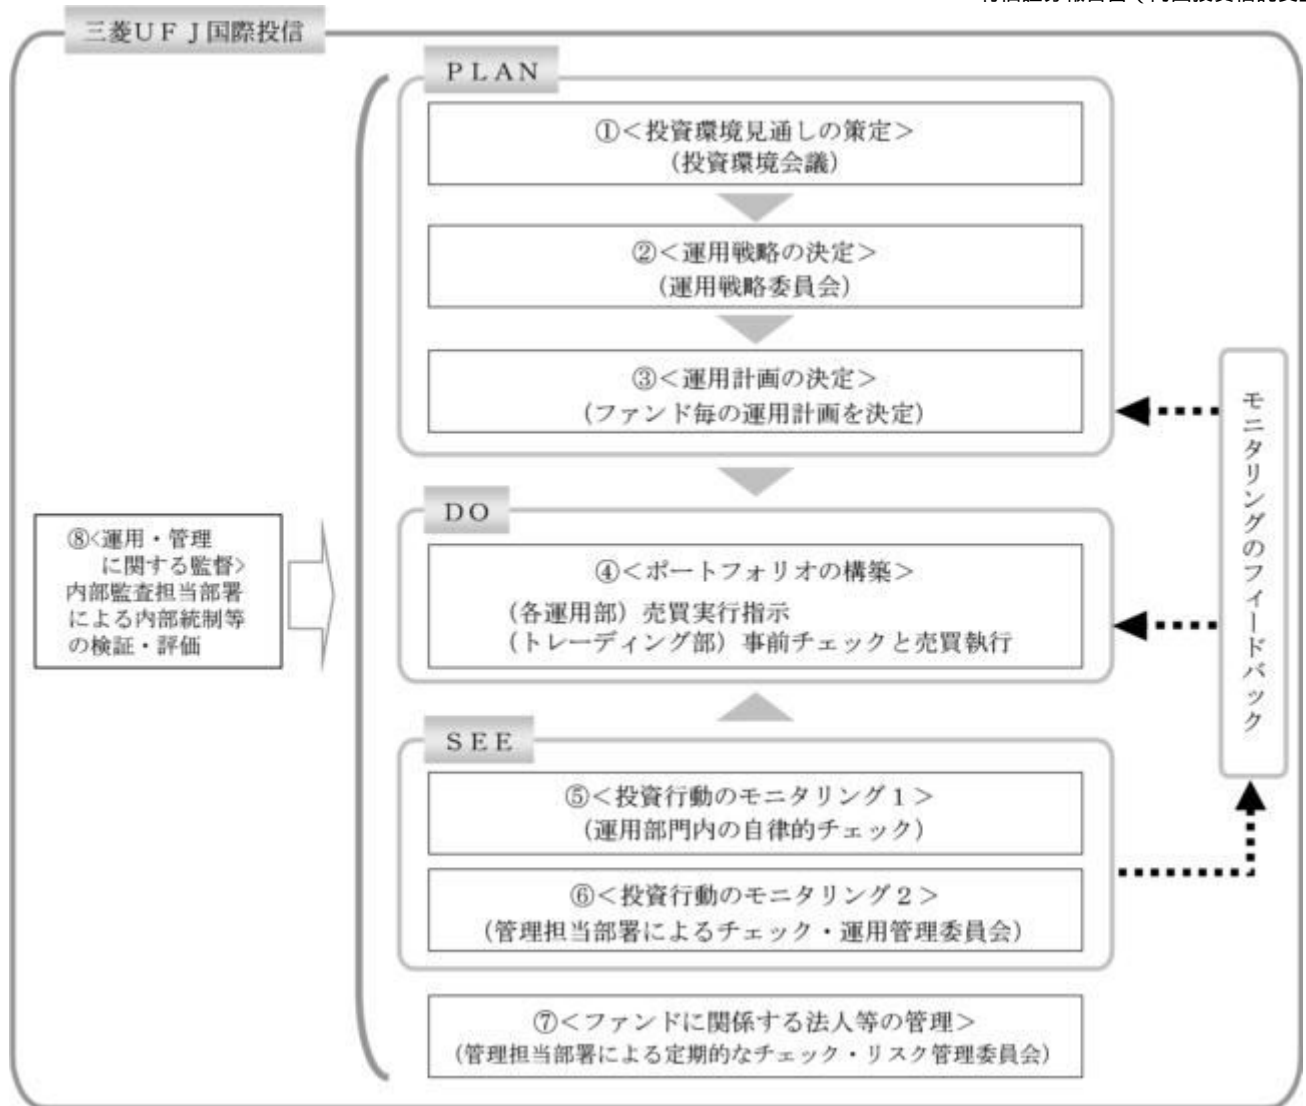 三菱ＵＦＪ国際投信
ＰＬＡＮ
①＜投資環境見通しの策定＞
（投資環境会議）
②＜運用戦略の決定＞
（運用戦略委員会）
③＜運用計画の決定＞
（ファンド毎の運用計画を決定）
ＤＯ
④＜ポートフォリオの構築＞
（各運用部）売買実行指示
（トレーディング部）事前チェックと売買執行
ＳＥＥ
⑤＜投資行動のモニタリング１＞
（運用部門内の自律的チェック）
⑥＜投資行動のモニタリング２＞
（管理担当部署によるチェック・運用管理委員会）
⑦＜ファンドに関係する法人等の管理＞
（管理担当部署による定期的なチェック・リスク管理委員会）
⑧<運用・管理
に関する監督>
内部監査担当部署
による内部統制等
の検証・評価
モニタリングのフィードバック